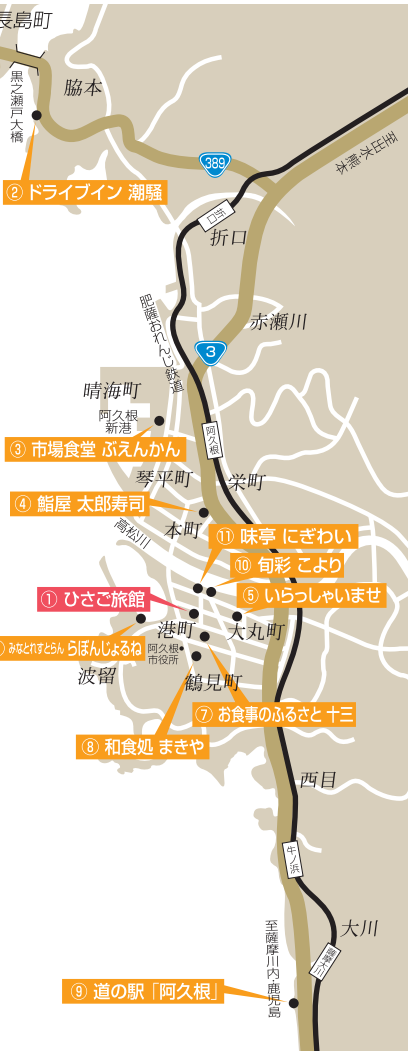 長島町
脇本
黒之瀬戸大橋
389
至出水・熊本
② ドライブイン 潮騒
折口
折口
肥薩おれんじ鉄道
赤瀬川
3
晴海町
阿久根
新港
阿久根
③ 市場食堂 ぶえんかん
琴平町
栄町
④ 鮨屋 太郎寿司
本町
高松川
⑪ 味亭 にぎわい
⑩ 旬彩 こより
⑤ いらっしゃいませ
① ひさご旅館
港町
大丸町
みなとれすとらん らぽんじょるね
阿久根
市役所
波留
鶴見町
⑦ お食事のふるさと 十三
⑧ 和食処 まきや
西目
牛ノ浜
大川
薩摩大川
至薩摩川内・鹿児島
⑨ 道の駅「阿久根」